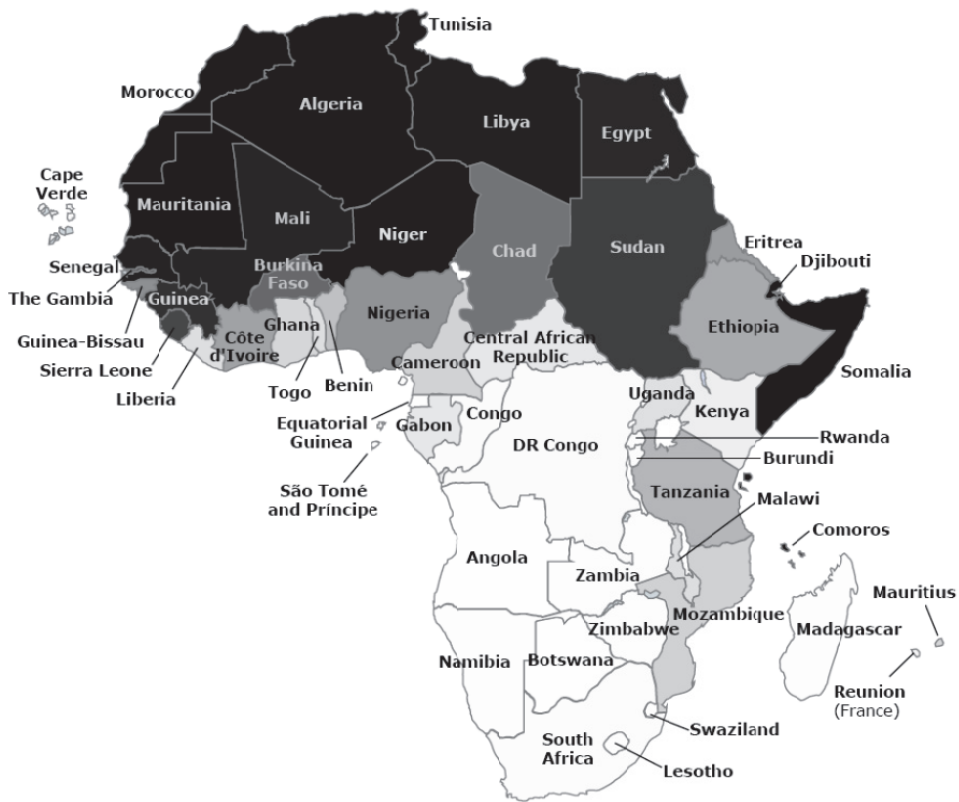 Tunisia
Morocco
Algeria
Libya
Egypt
Cape
Verde
Mauritania
Mali
Niger
Chad
Sudan
Eritrea
Djibouti
Senegal
The Gambia
Guinea
Burkina
Faso
Nigeria
Ethiopia
Guinea-Bissau
Côte
d'Ivoire
Ghana
Central African
Republic
Sierra Leone
Cameroon
Somalia
Liberia
Togo
Benin
Uganda
Kenya
Equatorial
Guinea
Gabon
Congo
DR Congo
Rwanda
Burundi
São Tomé
and Príncipe
Tanzania
Malawi
Comoros
Angola
Zambia
Mauritius
Mozambique
Zimbabwe
Madagascar
Namibia
Botswana
Reunion
(France)
Swaziland
South
Africa
Lesotho